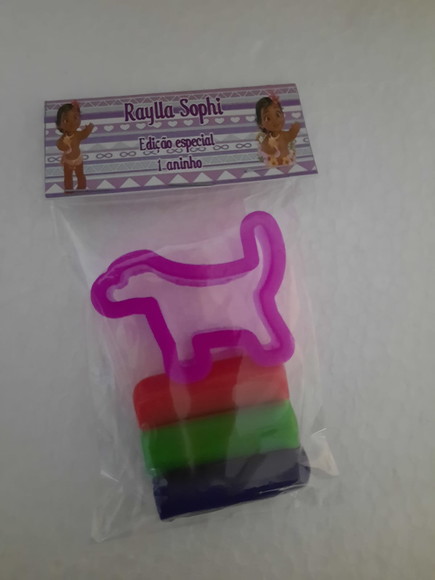 Raylla Sophi
Edição especial
1 aninho